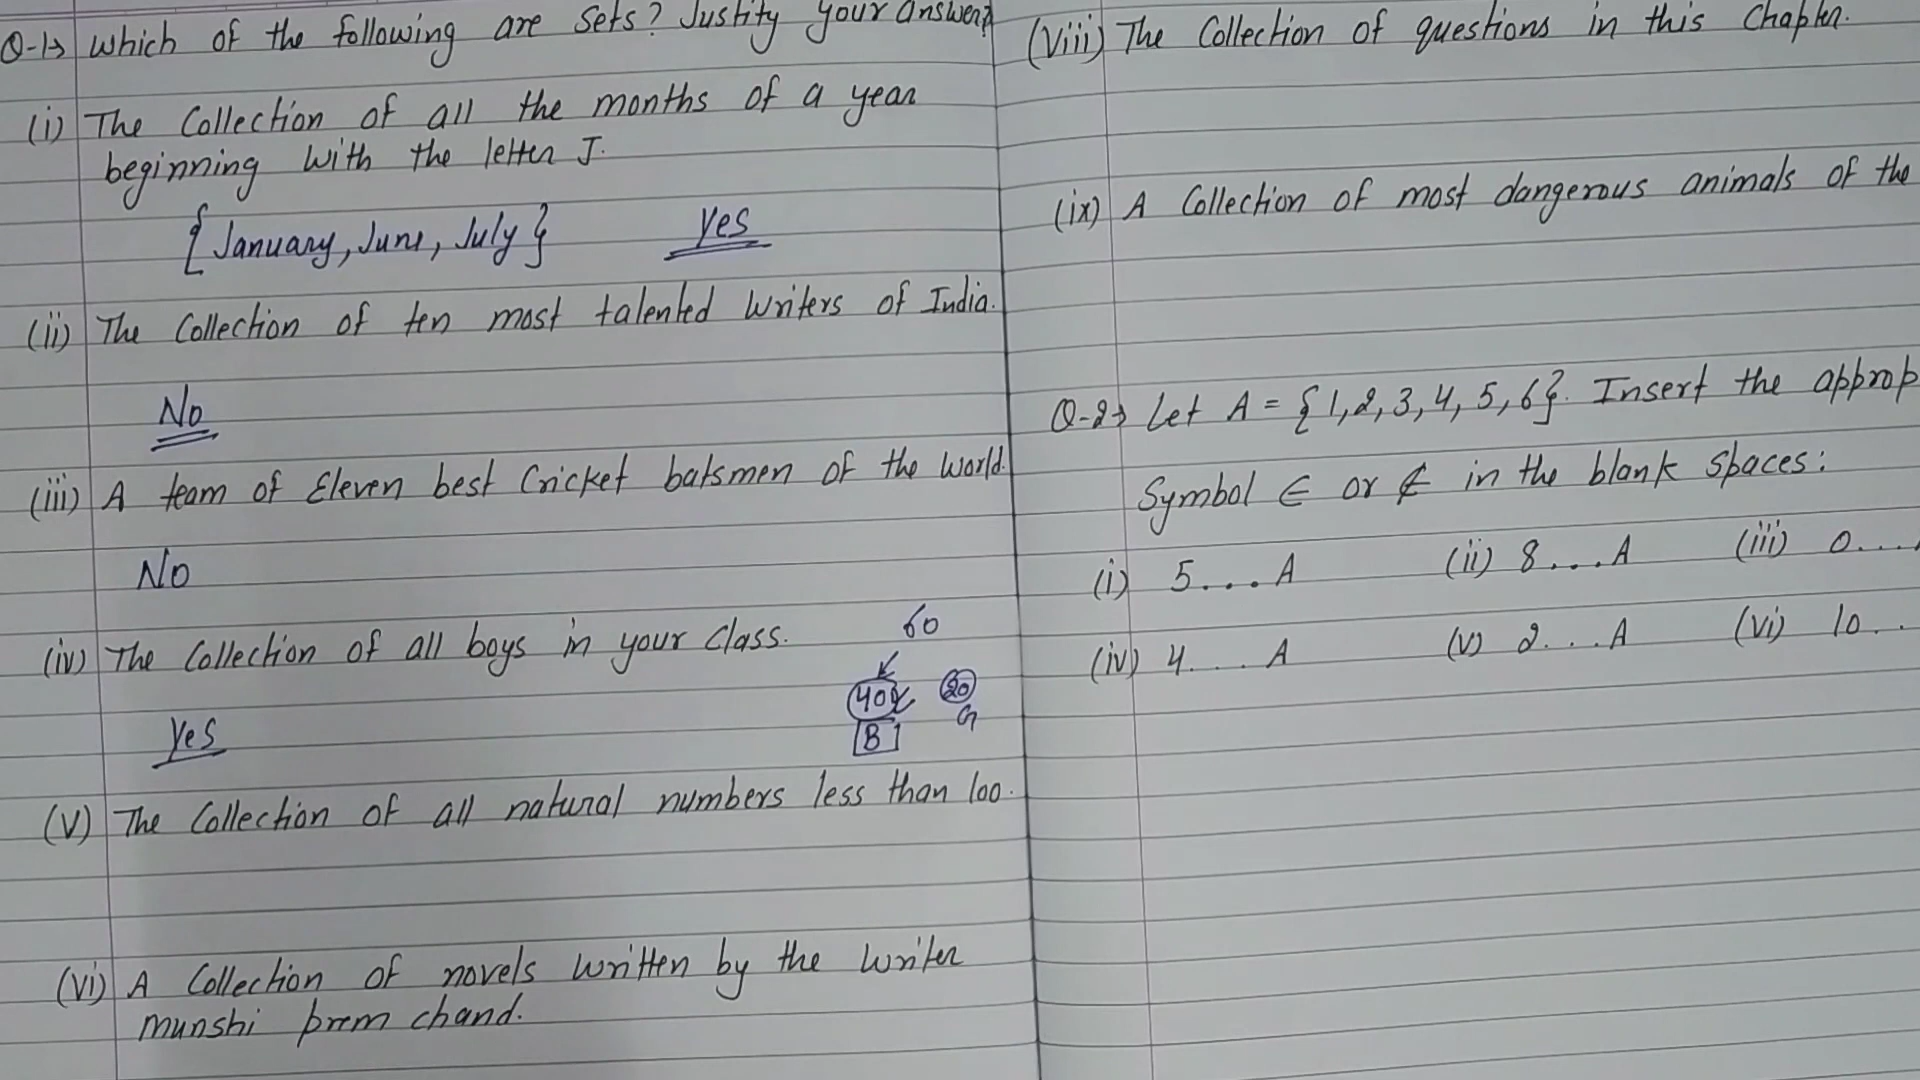 Q-1→ Which of the following are Sets? Justify your answer?
(i) The Collection of all the months of a year
beginning with the letter J.
{January, June, July} Yes
(ii) The Collection of ten most talented writers of India.
No
(iii) A team of Eleven best Cricket batsmen of the world.
No
(iv) The Collection of all boys in your class. 60
40 20
B G
Yes
(v) The Collection of all natural numbers less than 100.
(vi) A Collection of novels written by the writer
munshi prem chand.
(viii) The Collection of questions in this Chapter.
(ix) A Collection of most dangerous animals of the
Q-2→ Let A = {1,2,3,4,5,6}. Insert the approp
Symbol ∈ or ∉ in the blank spaces:
(i) 5... A (ii) 8... A (iii) 0....
(iv) 4.... A (v) 2... A (vi) 10..